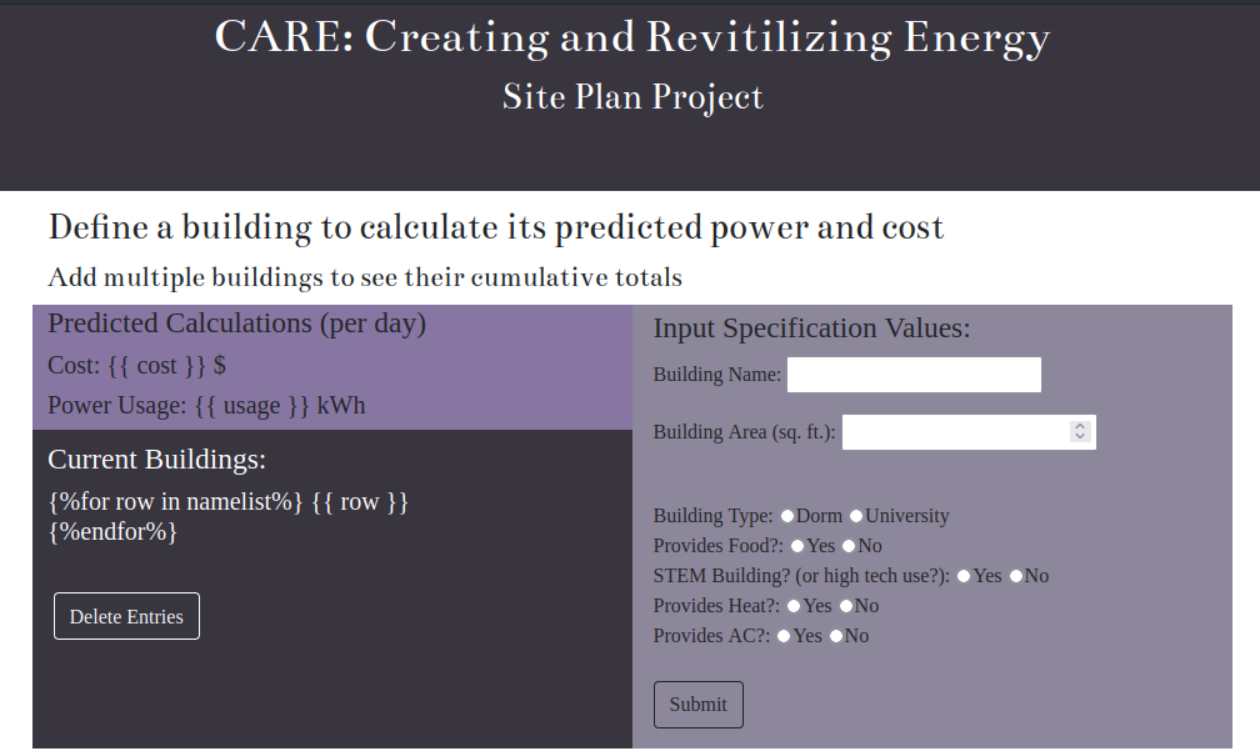 CARE: Creating and Revitilizing Energy
Site Plan Project
Define a building to calculate its predicted power and cost
Add multiple buildings to see their cumulative totals
Predicted Calculations (per day)
Cost: {{ cost }} $
Power Usage: {{ usage }} kWh
Current Buildings:
{%for row in namelist%} {{ row }}
{%endfor%}
Delete Entries
Input Specification Values:
Building Name:
Building Area (sq. ft.):
Building Type: Dorm University
Provides Food?: Yes No
STEM Building? (or high tech use?): Yes No
Provides Heat?: Yes No
Provides AC?: Yes No
Submit